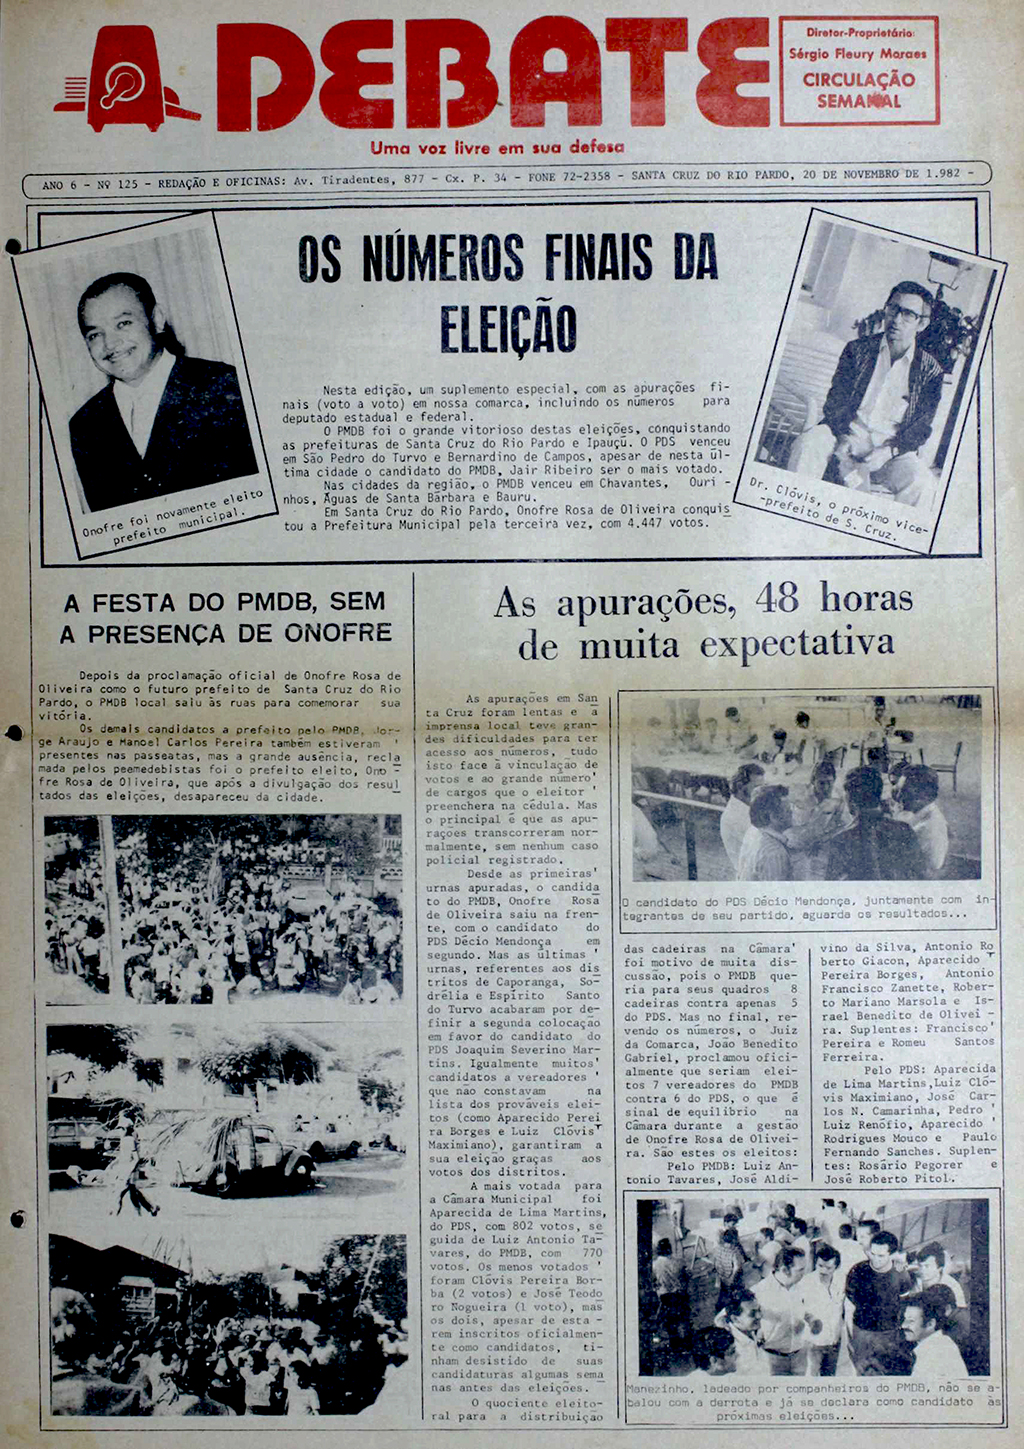 A DEBATE
Diretor-Proprietário:
Sérgio Fleury Moraes
CIRCULAÇÃO
SEMANAL
Uma voz livre em sua defesa
ANO 6 - Nº 125 - REDAÇÃO E OFICINAS: Av. Tiradentes, 877 - Cx. P. 34 - FONE 72-2358 - SANTA CRUZ DO RIO PARDO, 20 DE NOVEMBRO DE 1.982 -
OS NÚMEROS FINAIS DA
ELEIÇÃO
Nesta edição, um suplemento especial, com as apurações fi-
nais (voto a voto) em nossa comarca, incluindo os números para
deputado estadual e federal.
O PMDB foi o grande vitorioso destas eleições, conquistando
as prefeituras de Santa Cruz do Rio Pardo e Ipauçú. O PDS venceu
em São Pedro do Turvo e Bernardino de Campos, apesar de nesta úl
tima cidade o candidato do PMDB, Jair Ribeiro ser o mais votado.
Nas cidades da região, o PMDB venceu em Chavantes, Ouri -
nhos, Águas de Santa Bárbara e Bauru.
Em Santa Cruz do Rio Pardo, Onofre Rosa de Oliveira conquis
tou a Prefeitura Municipal pela terceira vez, com 4.447 votos.
Onofre foi novamente eleito
prefeito municipal.
Dr. Clóvis, o próximo vice-
-prefeito de S. Cruz.
A FESTA DO PMDB, SEM
A PRESENÇA DE ONOFRE
Depois da proclamação oficial de Onofre Rosa de
Oliveira como o futuro prefeito de Santa Cruz do Rio
Pardo, o PMDB local saiu às ruas para comemorar sua
vitória.
Os demais candidatos a prefeito pelo PMDB, Jor-
ge Araujo e Manoel Carlos Pereira também estiveram '
presentes nas passeatas, mas a grande ausência, recla
mada pelos peemedebistas foi o prefeito eleito, Ono -
fre Rosa de Oliveira, que após a divulgação dos resul
tados das eleições, desapareceu da cidade.
As apurações, 48 horas
de muita expectativa
As apurações em San
ta Cruz foram lentas e a
imprensa local teve gran-
des dificuldades para ter
acesso aos números, tudo
isto face à vinculação de
votos e ao grande número'
de cargos que o eleitor '
preenchera na cédula. Mas
o principal é que as apu-
rações transcorreram nor-
malmente, sem nenhum caso
policial registrado.
Desde as primeiras'
urnas apuradas, o candida
to do PMDB, Onofre Rosa
de Oliveira saiu na fren-
te, com o candidato do
PDS Décio Mendonça em
segundo. Mas as últimas '
urnas, referentes aos dis
tritos de Caporanga, So-
drélia e Espírito Santo
do Turvo acabaram por de-
finir a segunda colocação
em favor do candidato do
PDS Joaquim Severino Mar-
tins. Igualmente muitos'
candidatos a vereadores '
que não constavam na
lista dos prováveis elei-
tos (como Aparecido Perei
ra Borges e Luiz Clóvis
Maximiano), garantiram a
sua eleição graças aos
votos dos distritos.
A mais votada para
a Câmara Municipal foi
Aparecida de Lima Martins,
do PDS, com 802 votos, se
guida de Luiz Antonio Ta-
vares, do PMDB, com 770
votos. Os menos votados '
foram Clóvis Pereira Bor-
ba (2 votos) e José Teodo
ro Nogueira (1 voto), mas
os dois, apesar de esta -
rem inscritos oficialmen-
te como candidatos, ti-
nham desistido de suas
candidaturas algumas sema
nas antes das eleições.
O quociente eleito-
ral para a distribuição
O candidato do PDS Décio Mendonça, juntamente com in-
tegrantes de seu partido, aguarda os resultados...
das cadeiras na Câmara'
foi motivo de muita dis-
cussão, pois o PMDB que-
ria para seus quadros 8
cadeiras contra apenas 5
do PDS. Mas no final, re-
vendo os números, o Juiz
da Comarca, João Benedito
Gabriel, proclamou ofici-
almente que seriam elei-
tos 7 vereadores do PMDB
contra 6 do PDS, o que é
sinal de equilíbrio na
Câmara durante a gestão
de Onofre Rosa de Olivei-
ra. São estes os eleitos:
Pelo PMDB: Luiz An-
tonio Tavares, José Aldi-
vino da Silva, Antonio Ro
berto Giacon, Aparecido
Pereira Borges, Antonio
Francisco Zanette, Rober-
to Mariano Marsola e Is-
rael Benedito de Olivei -
ra. Suplentes: Francisco'
Pereira e Romeu Santos
Ferreira.
Pelo PDS: Aparecida
de Lima Martins,Luiz Cló-
vis Maximiano, José Car-
los N. Camarinha, Pedro '
Luiz Renófio, Aparecido '
Rodrigues Mouco e Paulo
Fernando Sanches. Suplen-
tes: Rosário Pegorer e
José Roberto Pitol.
Manezinho, ladeado por companheiros do PMDB, não se a-
balou com a derrota e já se declara como candidato às
próximas eleições...